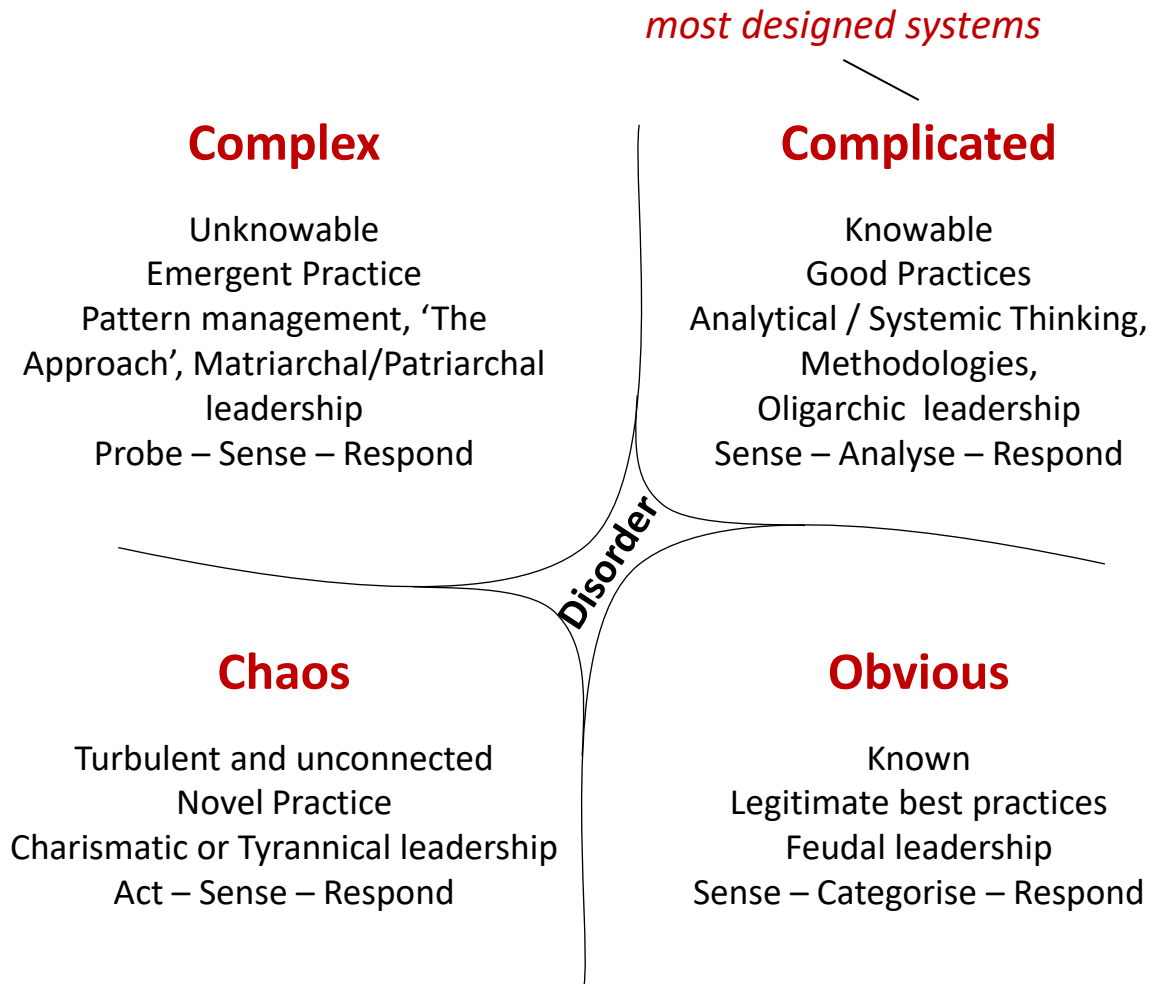 most designed systems
Complex
Unknowable
Emergent Practice
Pattern management, ‘The
Approach’, Matriarchal/Patriarchal
leadership
Probe – Sense – Respond
Complicated
Knowable
Good Practices
Analytical / Systemic Thinking,
Methodologies,
Oligarchic leadership
Sense – Analyse – Respond
Disorder
Chaos
Turbulent and unconnected
Novel Practice
Charismatic or Tyrannical leadership
Act – Sense – Respond
Obvious
Known
Legitimate best practices
Feudal leadership
Sense – Categorise – Respond